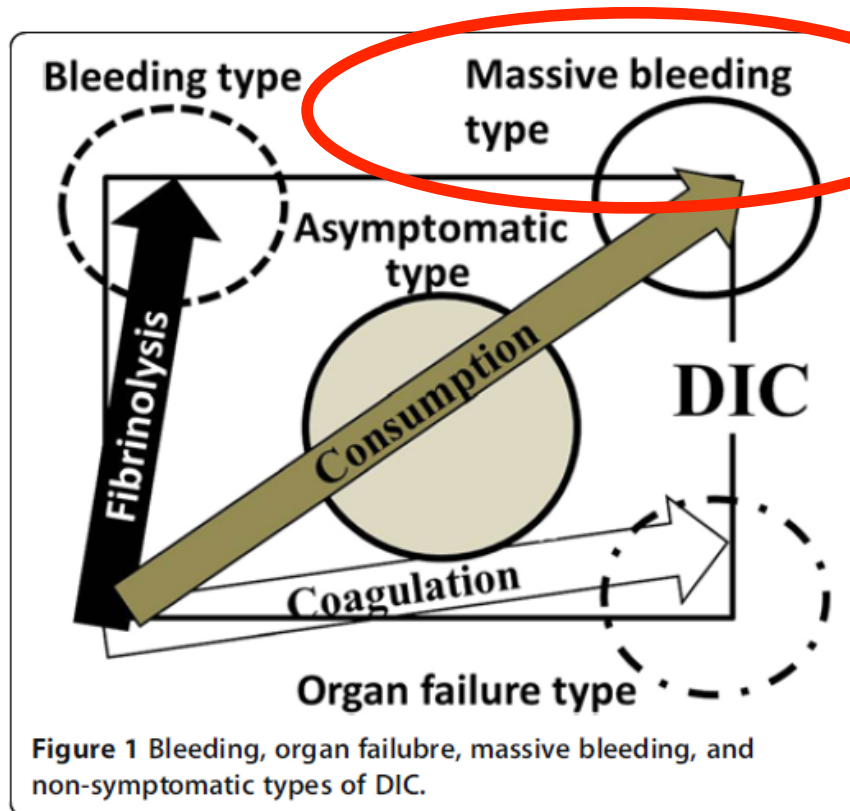 Bleeding type
Massive bleeding
type
Asymptomatic
type
Fibrinolysis
Consumption
DIC
Coagulation
Organ failure type
Figure 1 Bleeding, organ failubre, massive bleeding, and
non-symptomatic types of DIC.